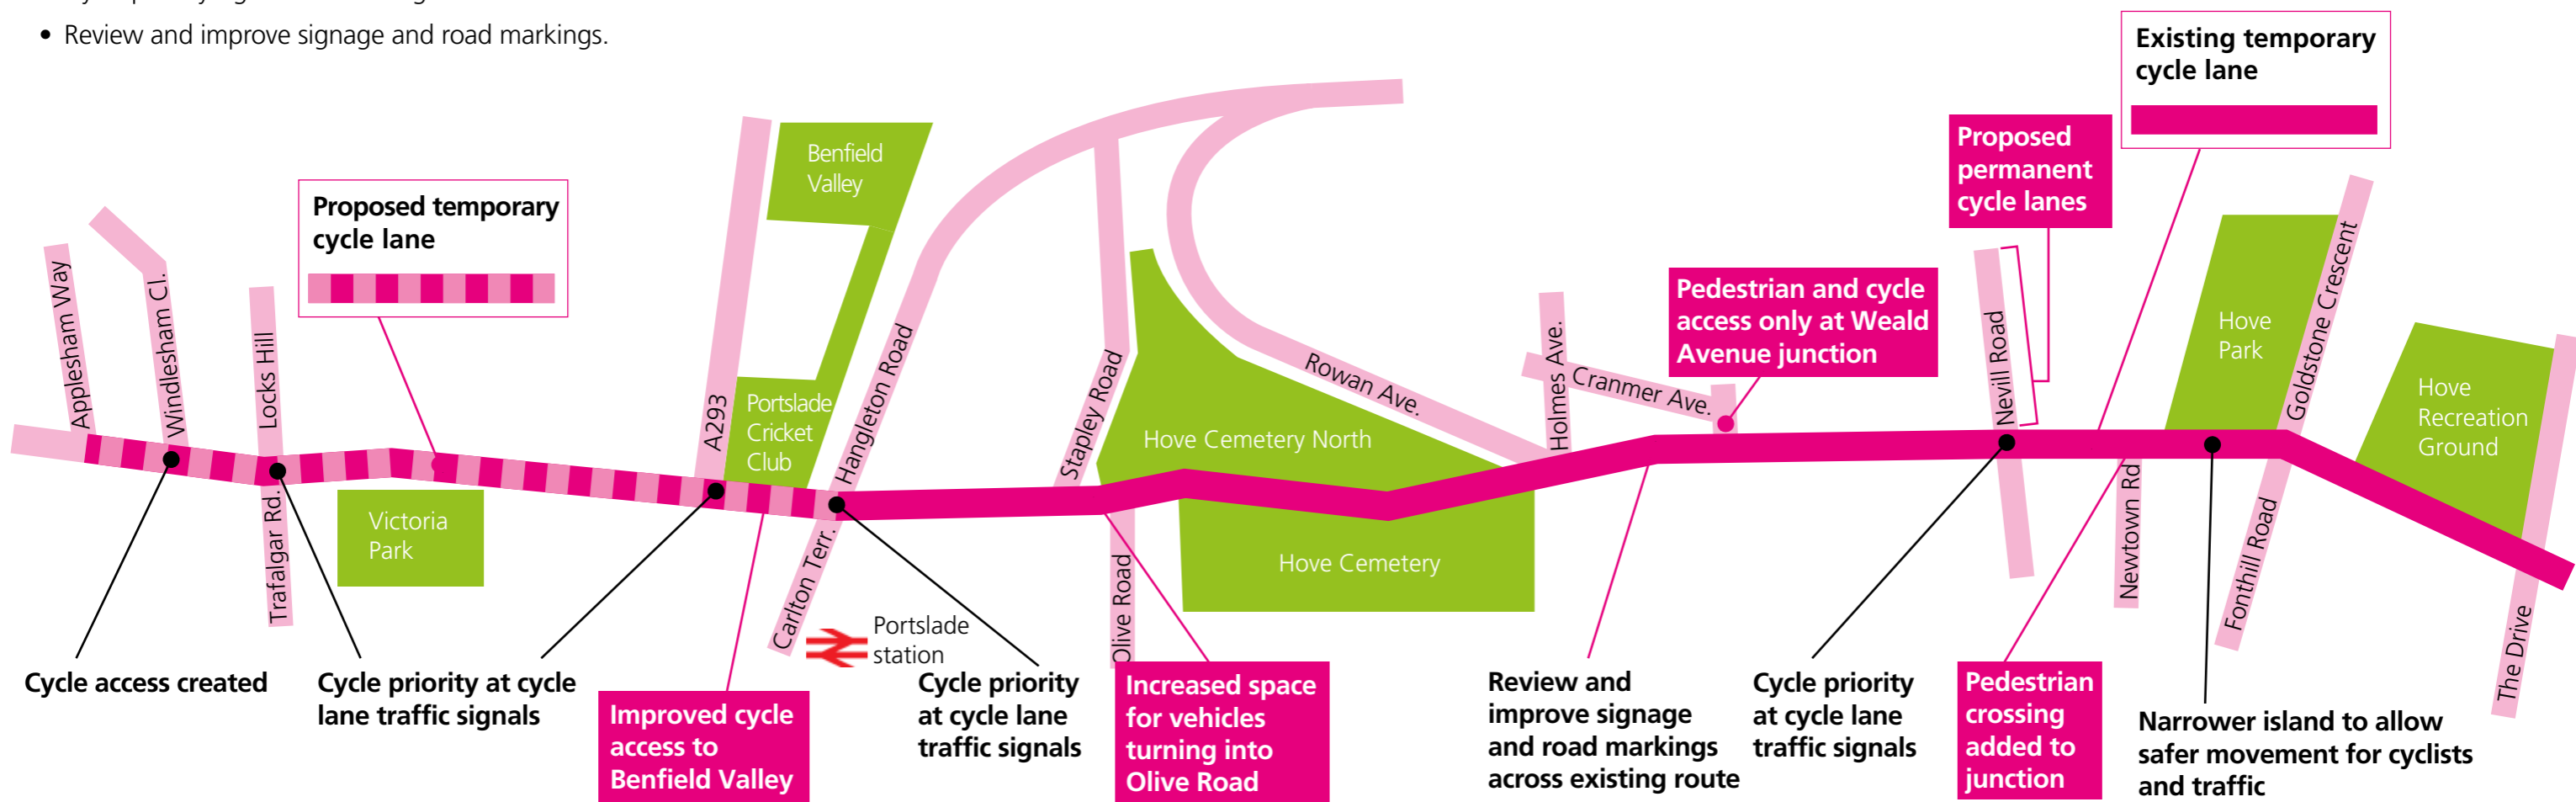 • Review and improve signage and road markings.
Existing temporary
cycle lane
Proposed
permanent
cycle lanes
Benfield
Valley
Proposed temporary
cycle lane
Pedestrian and cycle
access only at Weald
Avenue junction
Applesham Way
Windlesham Cl.
Locks Hill
Trafalgar Rd.
Victoria
Park
A293
Portslade
Cricket
Club
Hangleton Road
Carlton Terr.
Portslade
station
Stapley Road
Olive Road
Hove Cemetery North
Hove Cemetery
Rowan Ave.
Holmes Ave.
Cranmer Ave.
Nevill Road
Newtown Rd
Hove
Park
Goldstone Crescent
Fonthill Road
Hove
Recreation
Ground
The Drive
Cycle access created
Cycle priority at cycle
lane traffic signals
Improved cycle
access to
Benfield Valley
Cycle priority
at cycle lane
traffic signals
Increased space
for vehicles
turning into
Olive Road
Review and
improve signage
and road markings
across existing route
Cycle priority
at cycle lane
traffic signals
Pedestrian
crossing
added to
junction
Narrower island to allow
safer movement for cyclists
and traffic